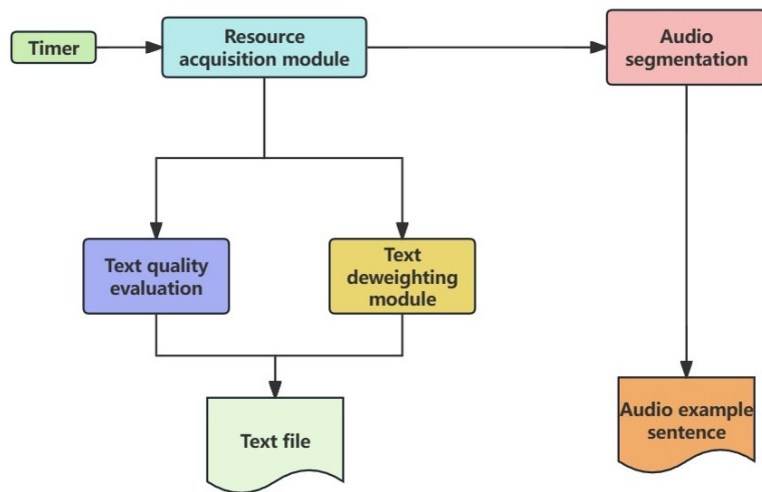 Timer
Resource
acquisition module
Audio
segmentation
Text quality
evaluation
Text
deweighting
module
Text file
Audio example
sentence